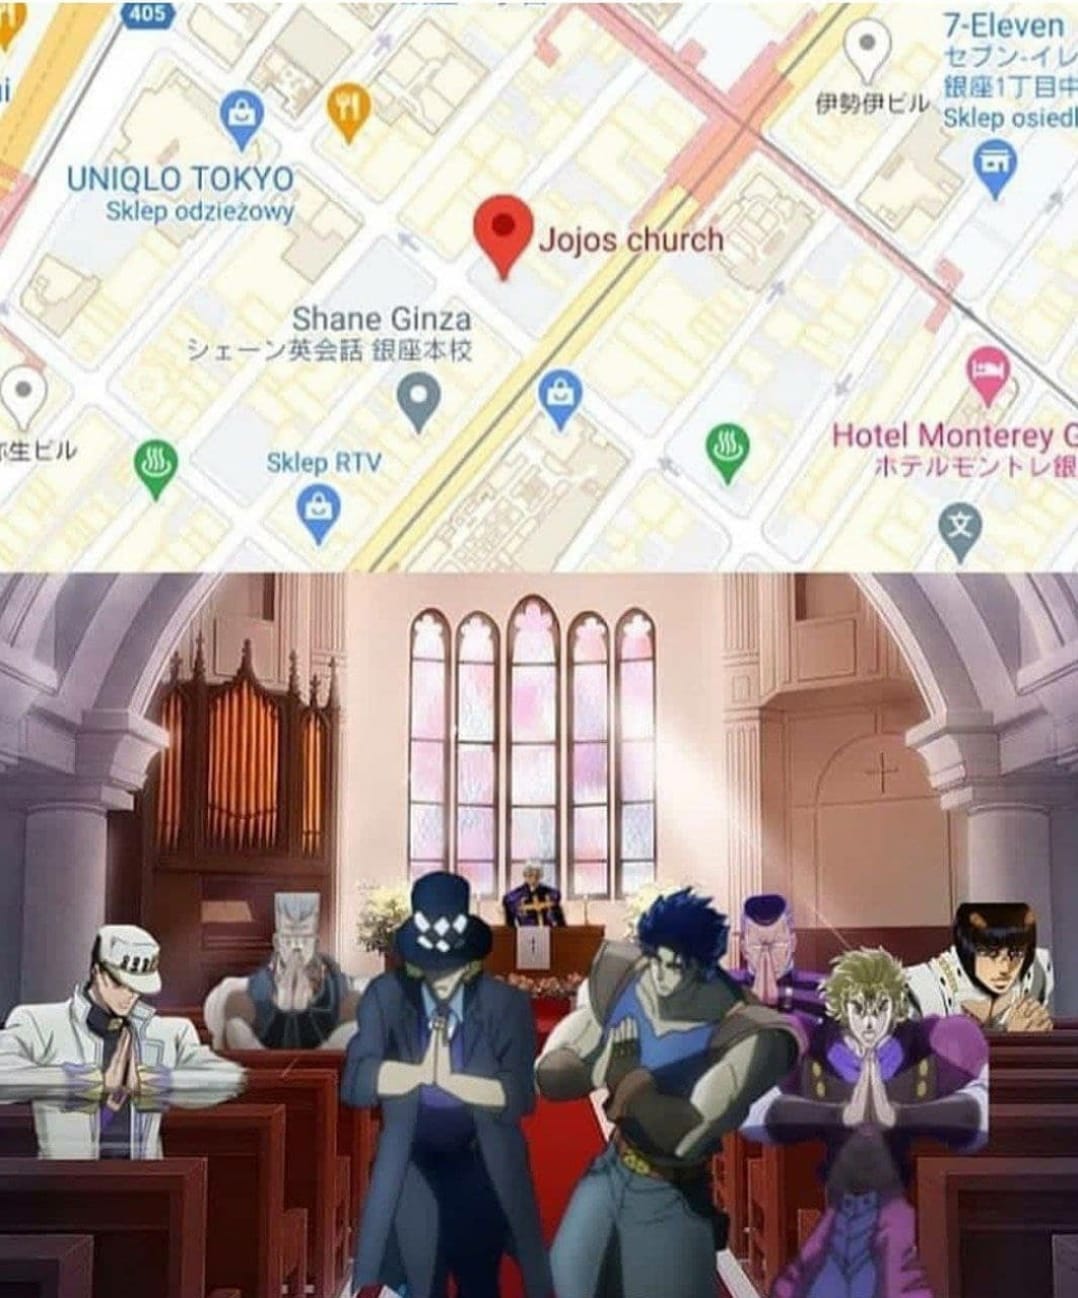 405
7-Eleven
セブン-イレ
銀座1丁目中
Sklep osiedl
伊勢伊ビル
UNIQLO TOKYO
Sklep odzieżowy
Jojos church
Shane Ginza
シェーン英会話 銀座本校
Hotel Monterey G
ホテルモントレ銀
生ビル
Sklep RTV
文